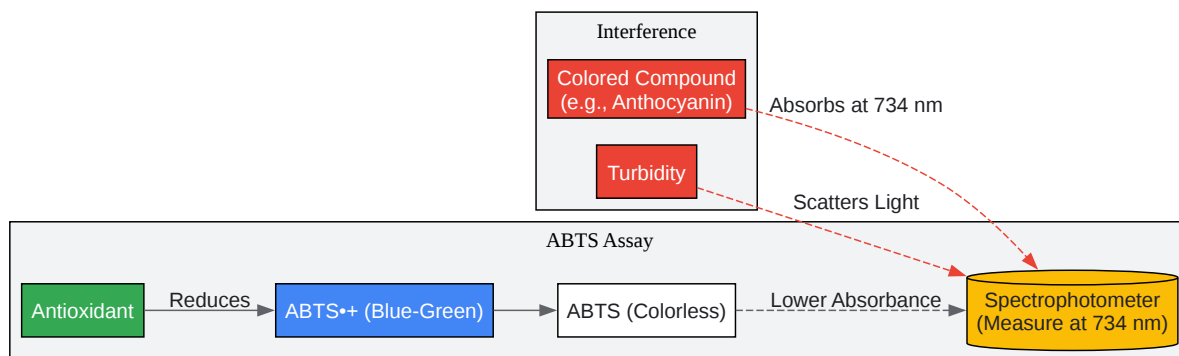 Interference
Colored Compound
(e.g., Anthocyanin)
Absorbs at 734 nm
Turbidity
Scatters Light
ABTS Assay
Antioxidant
Reduces
ABTS•+ (Blue-Green)
ABTS (Colorless)
Lower Absorbance
Spectrophotometer
(Measure at 734 nm)